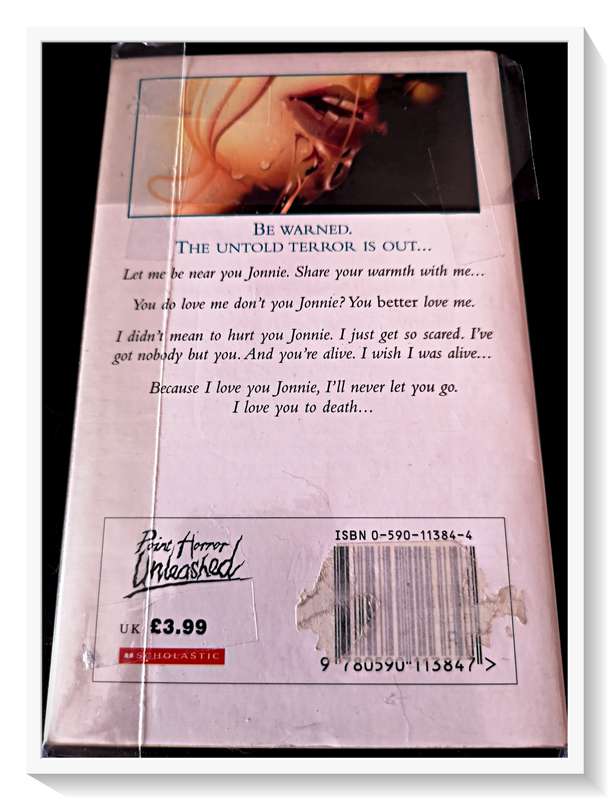 BE WARNED.
THE UNTOLD TERROR IS OUT...
Let me be near you Jonnie. Share your warmth with me...
You do love me don't you Jonnie? You better love me.
I didn't mean to hurt you Jonnie. I just get so scared. I've
got nobody but you. And you're alive. I wish I was alive...
Because I love you Jonnie, I'll never let you go.
I love you to death...
Point Horror
Unleashed
UK £3.99
SCHOLASTIC
ISBN 0-590-11384-4
9 780590 113847 >